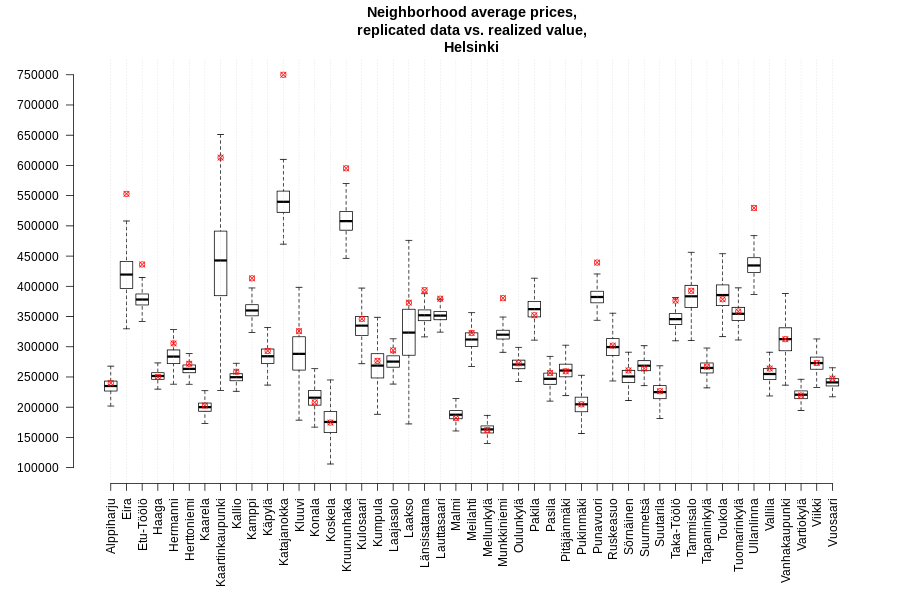 Neighborhood average prices,
replicated data vs. realized value,
Helsinki
750000
700000
650000
600000
550000
500000
450000
400000
350000
300000
250000
200000
150000
100000
Alppiharju
Eira
Etu-Töölö
Haaga
Hermanni
Herttoniemi
Kaarela
Kaartinkaupunki
Kallio
Kamppi
Käpylä
Katajanokka
Kluuvi
Konala
Koskela
Kruununhaka
Kulosaari
Kumpula
Laajasalo
Laakso
Länsisatama
Lauttasaari
Malmi
Meilahti
Mellunkylä
Munkkiniemi
Oulunkylä
Pakila
Pasila
Pitäjänmäki
Pukinmäki
Punavuori
Ruskeasuo
Sörnäinen
Suurmetsä
Suutarila
Taka-Töölö
Tammisalo
Tapaninkylä
Toukola
Tuomarinkylä
Ullanlinna
Vallila
Vanhakaupunki
Vartiokylä
Viikki
Vuosaari